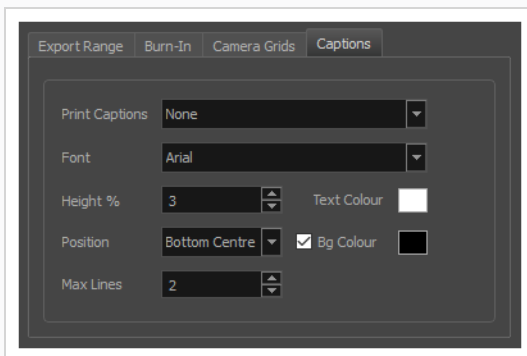 Export Range Burn-In Camera Grids Captions
Print Captions None
Font Arial
Height % 3 Text Colour
Position Bottom Centre Bg Colour
Max Lines 2